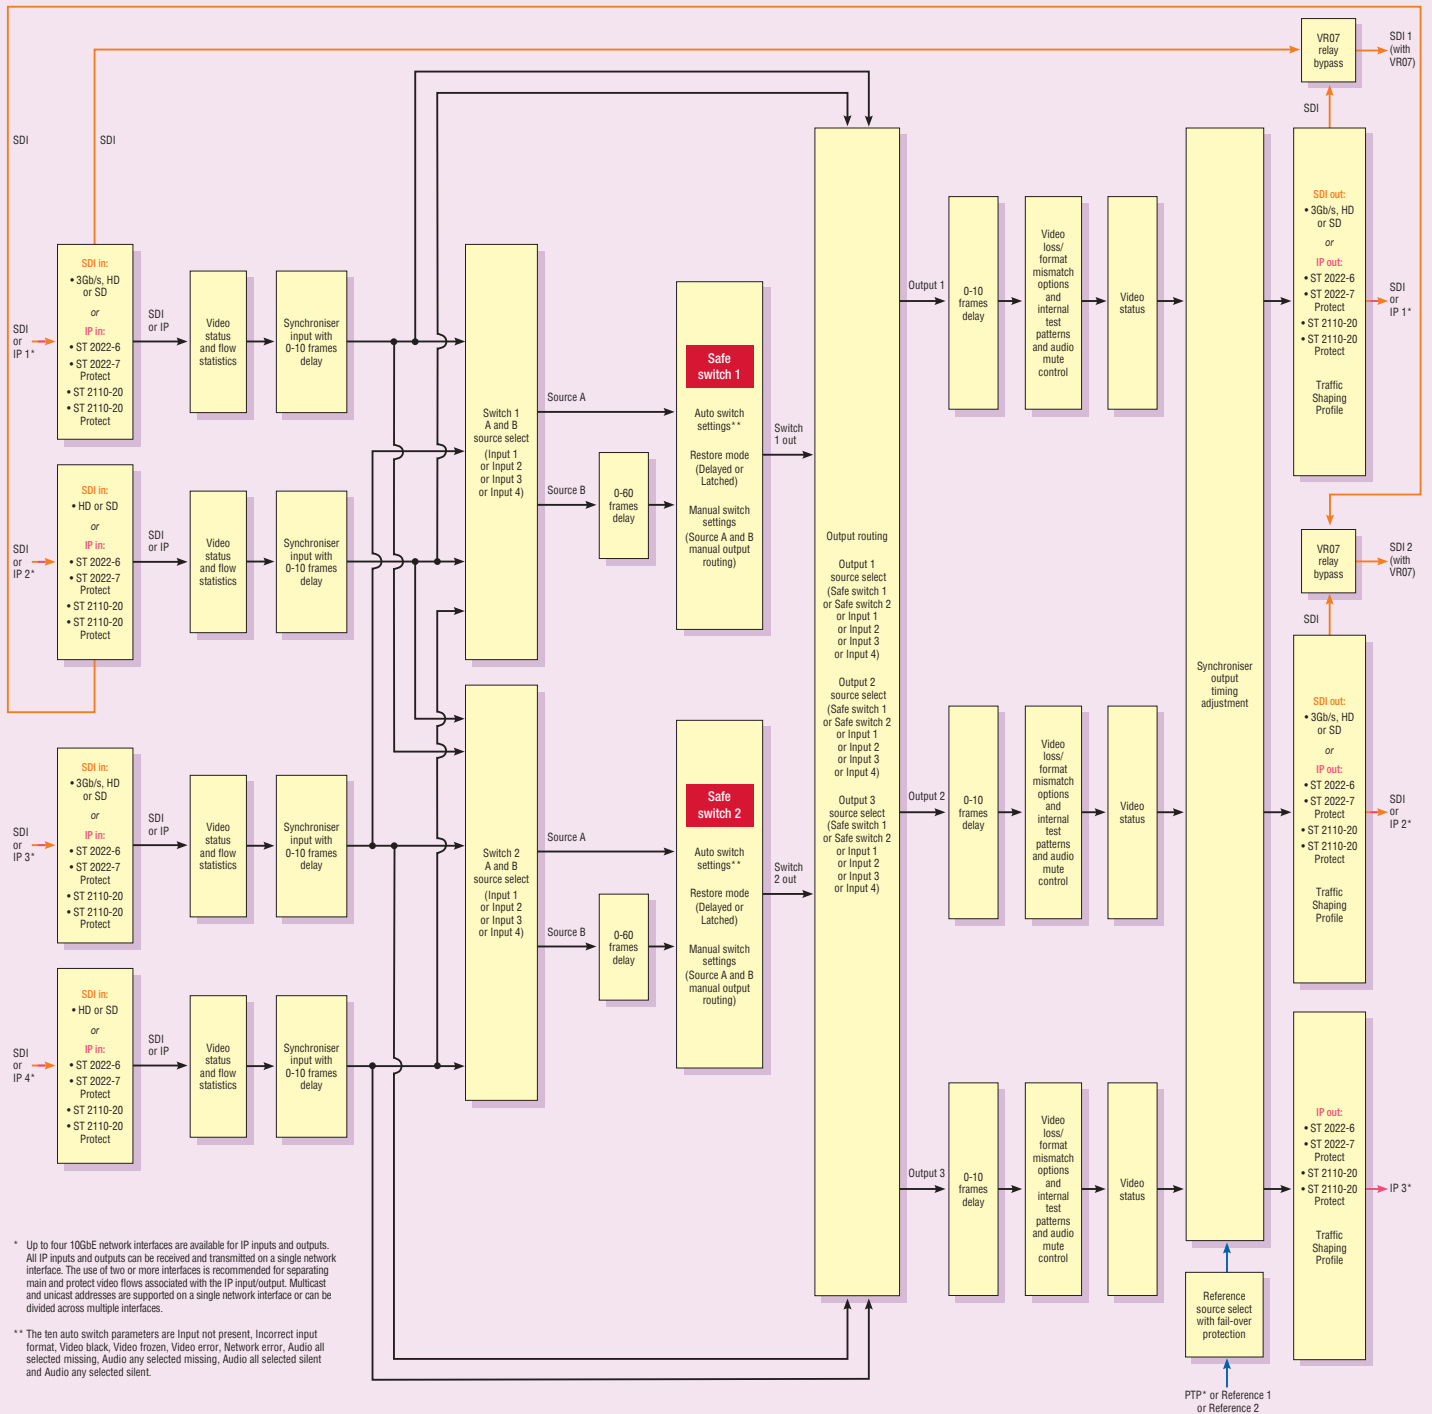 VR07
relay
bypass
SDI 1
(with
VR07)
SDI
SDI
SDI
SDI
or
IP 1*
SDI in:
• 3Gb/s, HD
or SD
or
IP in:
• ST 2022-6
• ST 2022-7
Protect
• ST 2110-20
• ST 2110-20
Protect
SDI
or IP
Video
status
and flow
statistics
Synchroniser
input with
0-10 frames
delay
SDI
or
IP 2*
SDI in:
• HD or SD
or
IP in:
• ST 2022-6
• ST 2022-7
Protect
• ST 2110-20
• ST 2110-20
Protect
SDI
or IP
Video
status
and flow
statistics
Synchroniser
input with
0-10 frames
delay
SDI
or
IP 3*
SDI in:
• 3Gb/s, HD
or SD
or
IP in:
• ST 2022-6
• ST 2022-7
Protect
• ST 2110-20
• ST 2110-20
Protect
SDI
or IP
Video
status
and flow
statistics
Synchroniser
input with
0-10 frames
delay
SDI
or
IP 4*
SDI in:
• HD or SD
or
IP in:
• ST 2022-6
• ST 2022-7
Protect
• ST 2110-20
• ST 2110-20
Protect
SDI
or IP
Video
status
and flow
statistics
Synchroniser
input with
0-10 frames
delay
Switch 1
A and B
source select
(Input 1
or Input 2
or Input 3
or Input 4)
Source A
Source B
0-60
frames
delay
Safe
switch 1
Auto switch
settings**
Restore mode
(Delayed or
Latched)
Manual switch
settings
(Source A and B
manual output
routing)
Switch
1 out
Switch 2
A and B
source select
(Input 1
or Input 2
or Input 3
or Input 4)
Source A
Source B
0-60
frames
delay
Safe
switch 2
Auto switch
settings**
Restore mode
(Delayed or
Latched)
Manual switch
settings
(Source A and B
manual output
routing)
Switch
2 out
Output routing
Output 1
source select
(Safe switch 1
or Safe switch 2
or Input 1
or Input 2
or Input 3
or Input 4)
Output 2
source select
(Safe switch 1
or Safe switch 2
or Input 1
or Input 2
or Input 3
or Input 4)
Output 3
source select
(Safe switch 1
or Safe switch 2
or Input 1
or Input 2
or Input 3
or Input 4)
Output 1
0-10
frames
delay
Video
loss/
format
mismatch
options
and
internal
test
patterns
and audio
mute
control
Video
status
Output 2
0-10
frames
delay
Video
loss/
format
mismatch
options
and
internal
test
patterns
and audio
mute
control
Video
status
Output 3
0-10
frames
delay
Video
loss/
format
mismatch
options
and
internal
test
patterns
and audio
mute
control
Video
status
Synchroniser
output
timing
adjustment
SDI out:
• 3Gb/s, HD
or SD
or
IP out:
• ST 2022-6
• ST 2022-7
Protect
• ST 2110-20
• ST 2110-20
Protect
Traffic
Shaping
Profile
SDI
or
IP 1*
VR07
relay
bypass
SDI 2
(with
VR07)
SDI
SDI out:
• 3Gb/s, HD
or SD
or
IP out:
• ST 2022-6
• ST 2022-7
Protect
• ST 2110-20
• ST 2110-20
Protect
Traffic
Shaping
Profile
SDI
or
IP 2*
IP out:
• ST 2022-6
• ST 2022-7
Protect
• ST 2110-20
• ST 2110-20
Protect
Traffic
Shaping
Profile
IP 3*
Reference
source select
with fail-over
protection
PTP* or Reference 1
or Reference 2
* Up to four 10GbE network interfaces are available for IP inputs and outputs.
All IP inputs and outputs can be received and transmitted on a single network
interface. The use of two or more interfaces is recommended for separating
main and protect video flows associated with the IP input/output. Multicast
and unicast addresses are supported on a single network interface or can be
divided across multiple interfaces.
** The ten auto switch parameters are Input not present, Incorrect input
format, Video black, Video frozen, Video error, Network error, Audio all
selected missing, Audio any selected missing, Audio all selected silent
and Audio any selected silent.